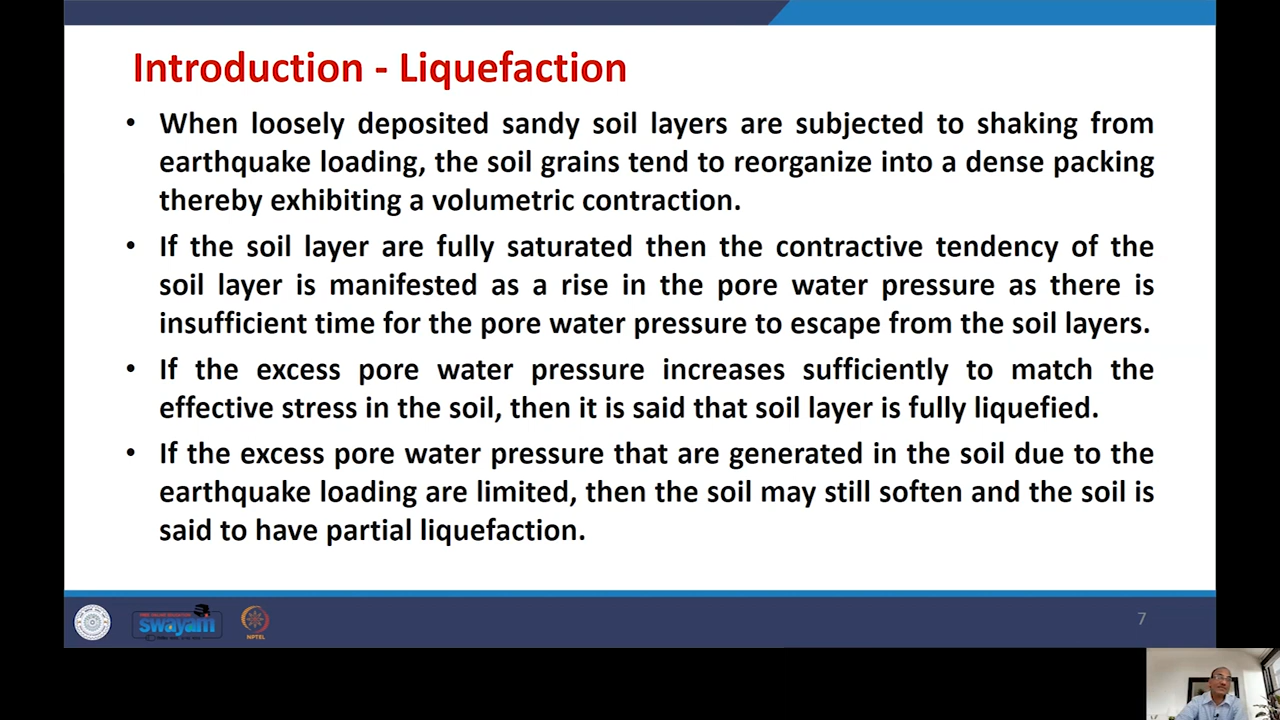 Introduction - Liquefaction
• When loosely deposited sandy soil layers are subjected to shaking from
earthquake loading, the soil grains tend to reorganize into a dense packing
thereby exhibiting a volumetric contraction.
• If the soil layer are fully saturated then the contractive tendency of the
soil layer is manifested as a rise in the pore water pressure as there is
insufficient time for the pore water pressure to escape from the soil layers.
• If the excess pore water pressure increases sufficiently to match the
effective stress in the soil, then it is said that soil layer is fully liquefied.
• If the excess pore water pressure that are generated in the soil due to the
earthquake loading are limited, then the soil may still soften and the soil is
said to have partial liquefaction.
swayam
NPTEL
7